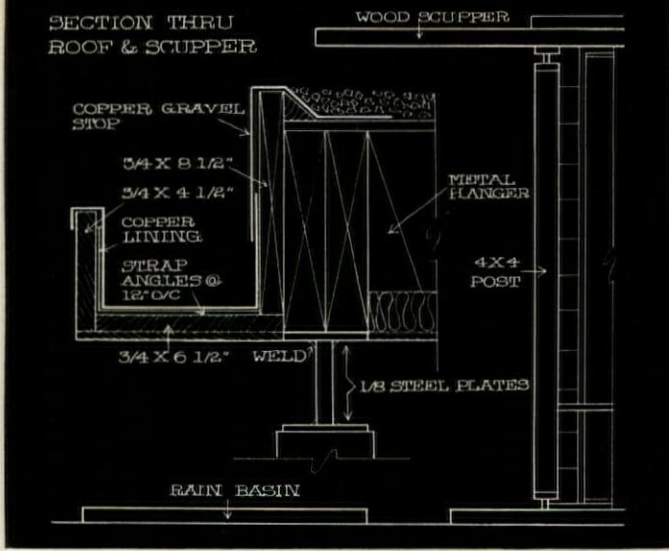 SECTION THRU
ROOF & SCUPPER
WOOD SCUPPER
COPPER GRAVEL
STOP
3/4 X 8 1/2"
3/4 X 4 1/2"
COPPER
LINING
STRAP
ANGLES @
12" O/C
METAL
HANGER
4X4
POST
3/4 X 6 1/2"
WELD
1/8 STEEL PLATES
RAIN BASIN